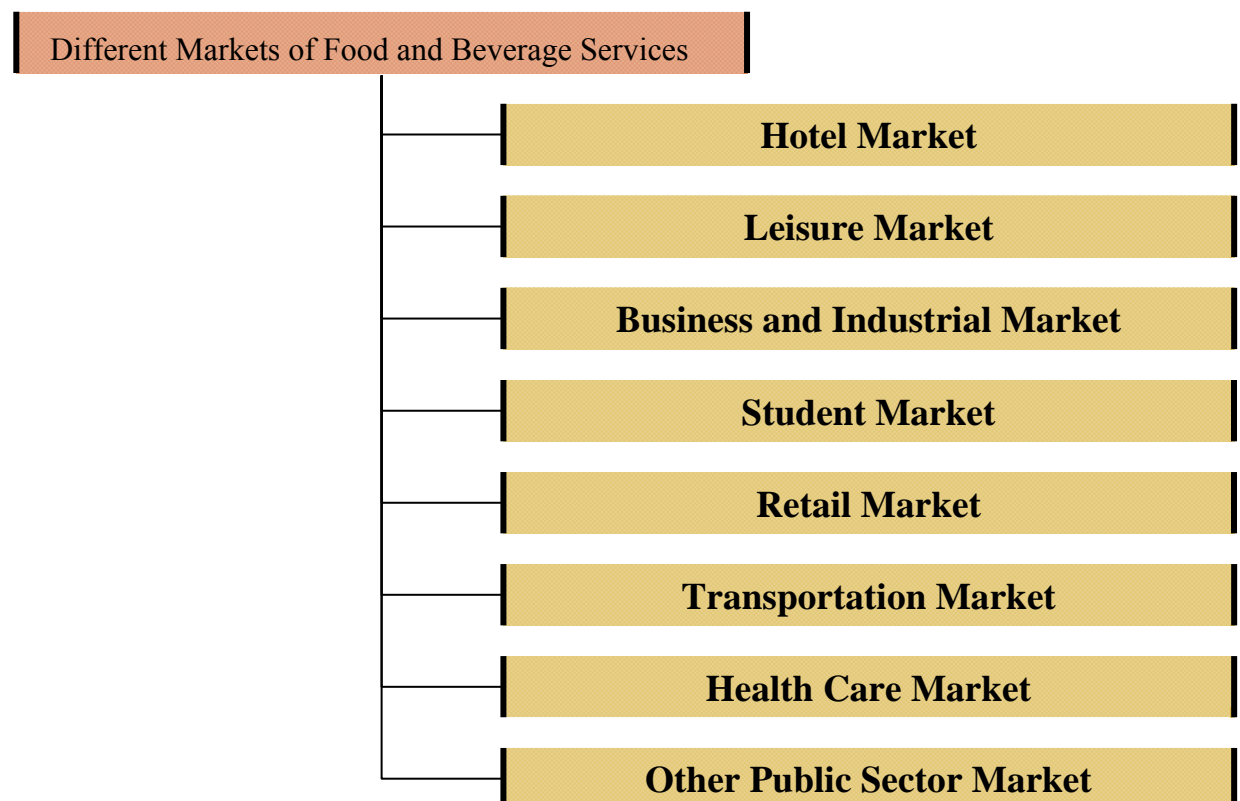 Different Markets of Food and Beverage Services
Hotel Market
Leisure Market
Business and Industrial Market
Student Market
Retail Market
Transportation Market
Health Care Market
Other Public Sector Market